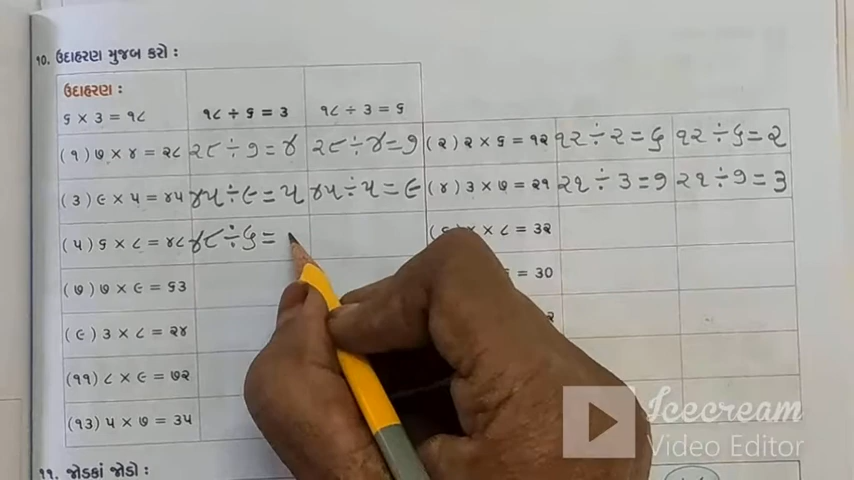 ૧૦. ઉદાહરણ મુજબ કરો :
ઉદાહરણ :
૬ × ૩ = ૧૮ ૧૮ ÷ ૬ = ૩ ૧૮ ÷ ૩ = ૬
(૧) ૭ × ૪ = ૨૮ ૨૮ ÷ ૭ = ૪ ૨૮ ÷ ૪ = ૭ (૨) ૨ × ૬ = ૧૨ ૧૨ ÷ ૨ = ૬ ૧૨ ÷ ૬ = ૨
(૩) ૯ × ૫ = ૪૫ ૪૫ ÷ ૯ = ૫ ૪૫ ÷ ૫ = ૯ (૪) ૩ × ૭ = ૨૧ ૨૧ ÷ ૩ = ૭ ૨૧ ÷ ૭ = ૩
(૫) ૬ × ૮ = ૪૮ ૪૮ ÷ ૬ = × ૮ = ૩૨
(૭) ૭ × ૯ = ૬૩ = ૩૦
(૯) ૩ × ૮ = ૨૪
(૧૧) ૮ × ૯ = ૭૨
(૧૩) ૫ × ૭ = ૩૫
૧૧. જોડકાં જોડો :
Icecream
Video Editor